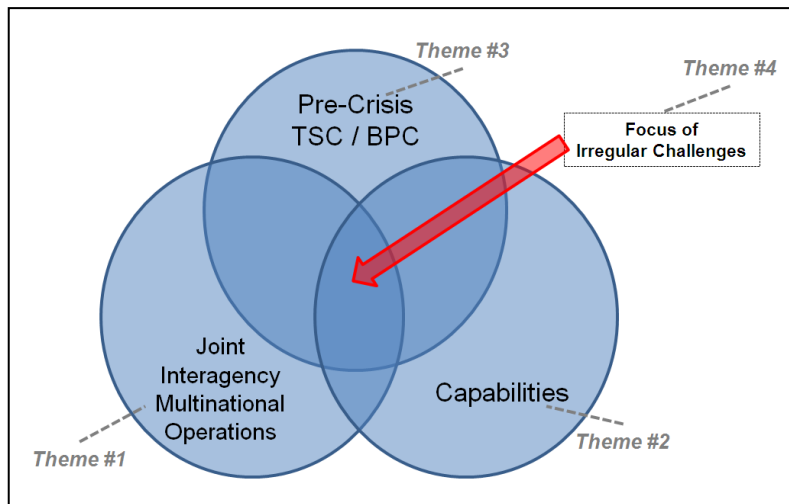 Theme #3
Theme #4
Pre-Crisis
TSC / BPC
Focus of
Irregular Challenges
Joint
Interagency
Multinational
Operations
Capabilities
Theme #1
Theme #2